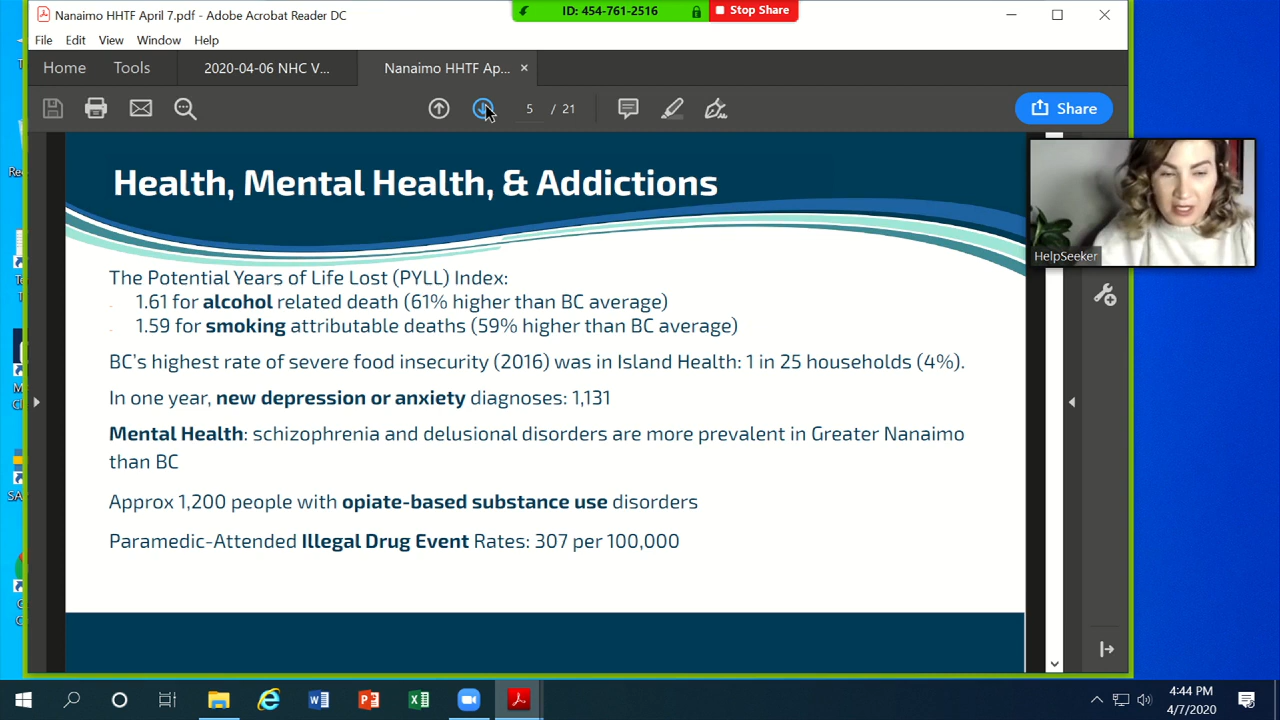 Nanaimo HHTF April 7.pdf - Adobe Acrobat Reader DC
ID: 454-761-2516
Stop Share
File Edit View Window Help
Home Tools 2020-04-06 NHC V... Nanaimo HHTF Ap... ×
5 / 21
Share
Health, Mental Health, & Addictions
HelpSeeker
The Potential Years of Life Lost (PYLL) Index:
- 1.61 for alcohol related death (61% higher than BC average)
- 1.59 for smoking attributable deaths (59% higher than BC average)
BC's highest rate of severe food insecurity (2016) was in Island Health: 1 in 25 households (4%).
In one year, new depression or anxiety diagnoses: 1,131
Mental Health: schizophrenia and delusional disorders are more prevalent in Greater Nanaimo
than BC
Approx 1,200 people with opiate-based substance use disorders
Paramedic-Attended Illegal Drug Event Rates: 307 per 100,000
4:44 PM
4/7/2020